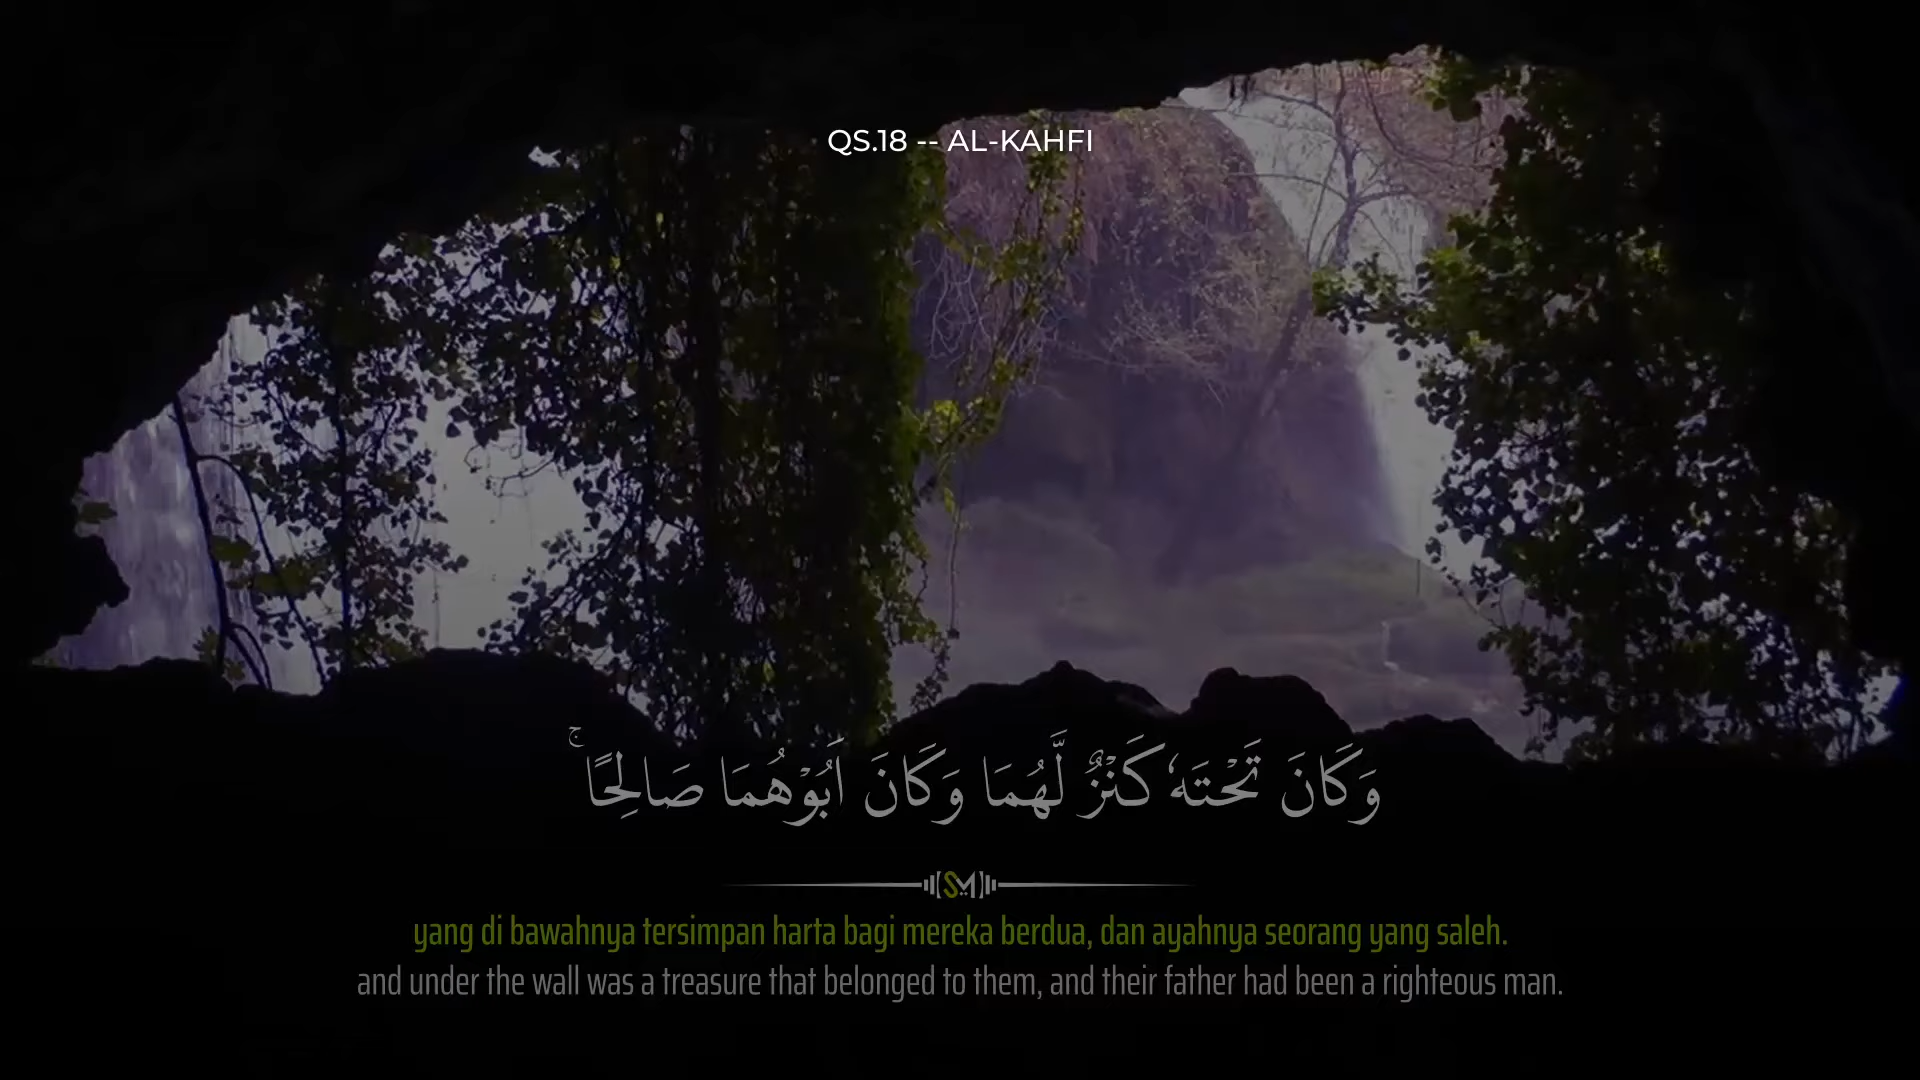 QS.18 -- AL-KAHFI
وَكَانَ تَحْتَهٗ كَنْزٌ لَّهُمَا وَكَانَ اَبُوْهُمَا صَالِحًاۚ
SM
yang di bawahnya tersimpan harta bagi mereka berdua, dan ayahnya seorang yang saleh.
and under the wall was a treasure that belonged to them, and their father had been a righteous man.